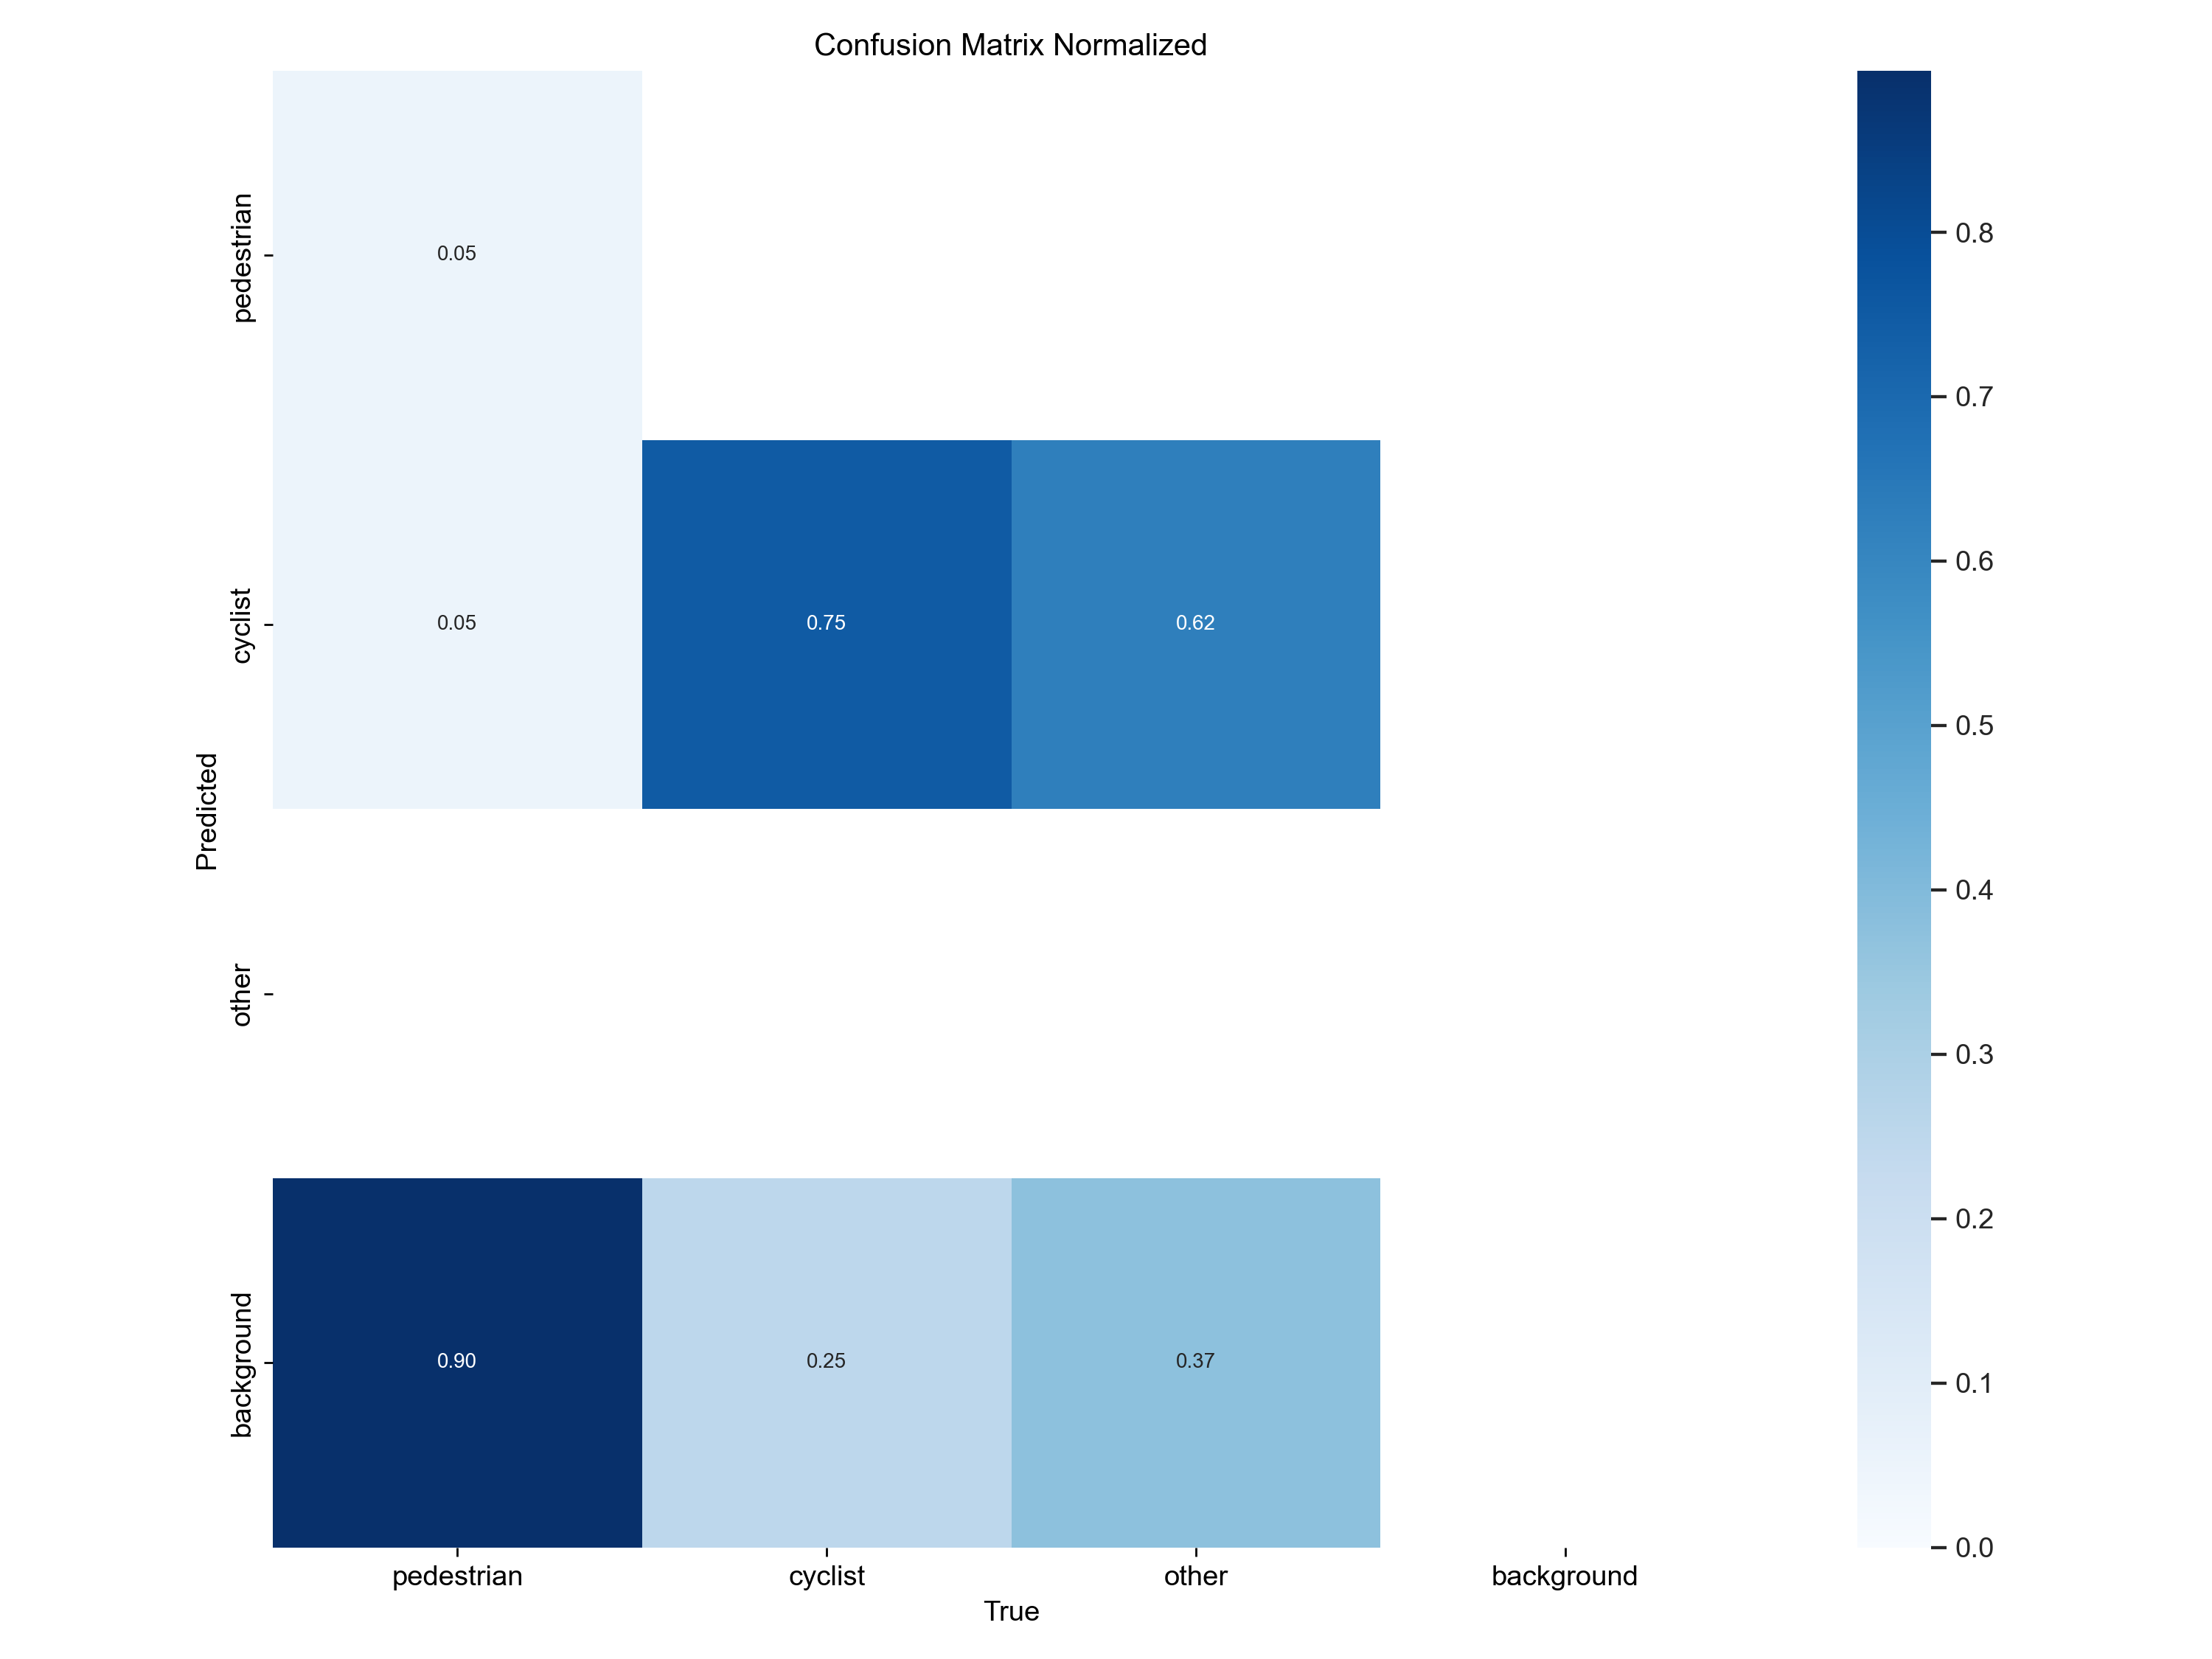 Confusion Matrix Normalized
pedestrian
0.05
cyclist
0.05 0.75 0.62
other
background
0.90 0.25 0.37
Predicted
pedestrian cyclist other background
True
0.8
0.7
0.6
0.5
0.4
0.3
0.2
0.1
0.0